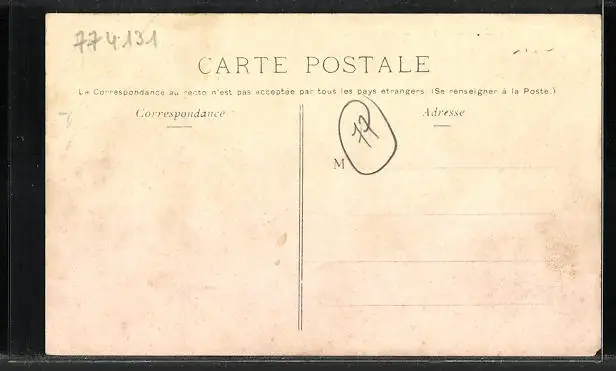 774131
CARTE POSTALE
La Correspondance au recto n'est pas acceptée par tous les pays etrangers. (Se renseigner à la Poste.)
Correspondance
Adresse
77
M